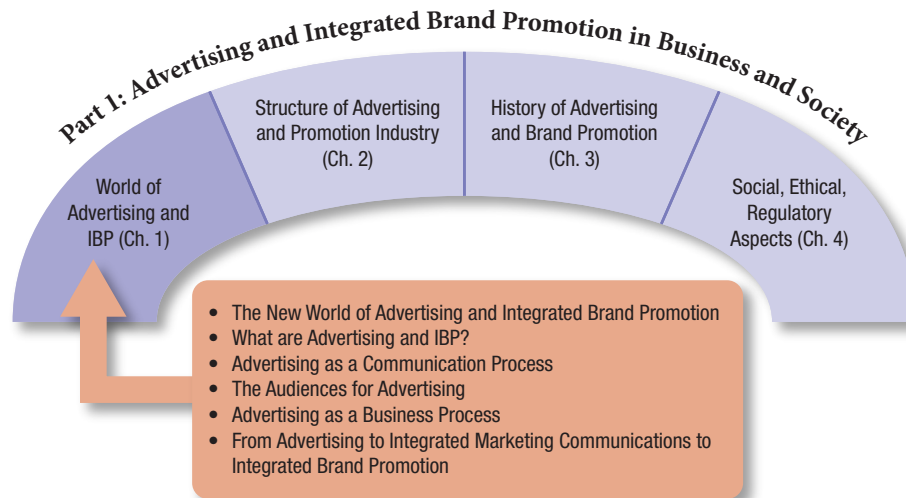 Part 1: Advertising and Integrated Brand Promotion in Business and Society
World of
Advertising and
IBP (Ch. 1)
Structure of Advertising
and Promotion Industry
(Ch. 2)
History of Advertising
and Brand Promotion
(Ch. 3)
Social, Ethical,
Regulatory
Aspects (Ch. 4)
• The New World of Advertising and Integrated Brand Promotion
• What are Advertising and IBP?
• Advertising as a Communication Process
• The Audiences for Advertising
• Advertising as a Business Process
• From Advertising to Integrated Marketing Communications to
Integrated Brand Promotion